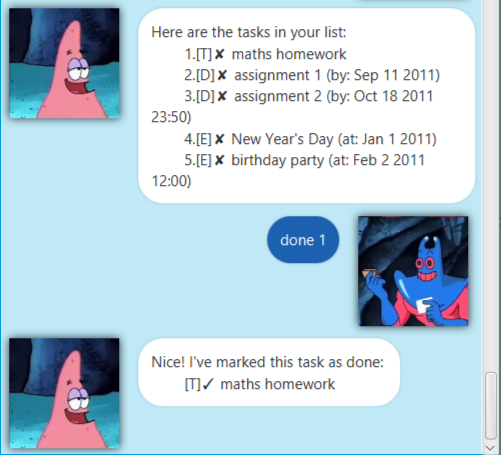 Here are the tasks in your list:
1.[T]✘ maths homework
2.[D]✘ assignment 1 (by: Sep 11 2011)
3.[D]✘ assignment 2 (by: Oct 18 2011
23:50)
4.[E]✘ New Year's Day (at: Jan 1 2011)
5.[E]✘ birthday party (at: Feb 2 2011
12:00)
done 1
Nice! I've marked this task as done:
[T]✓ maths homework